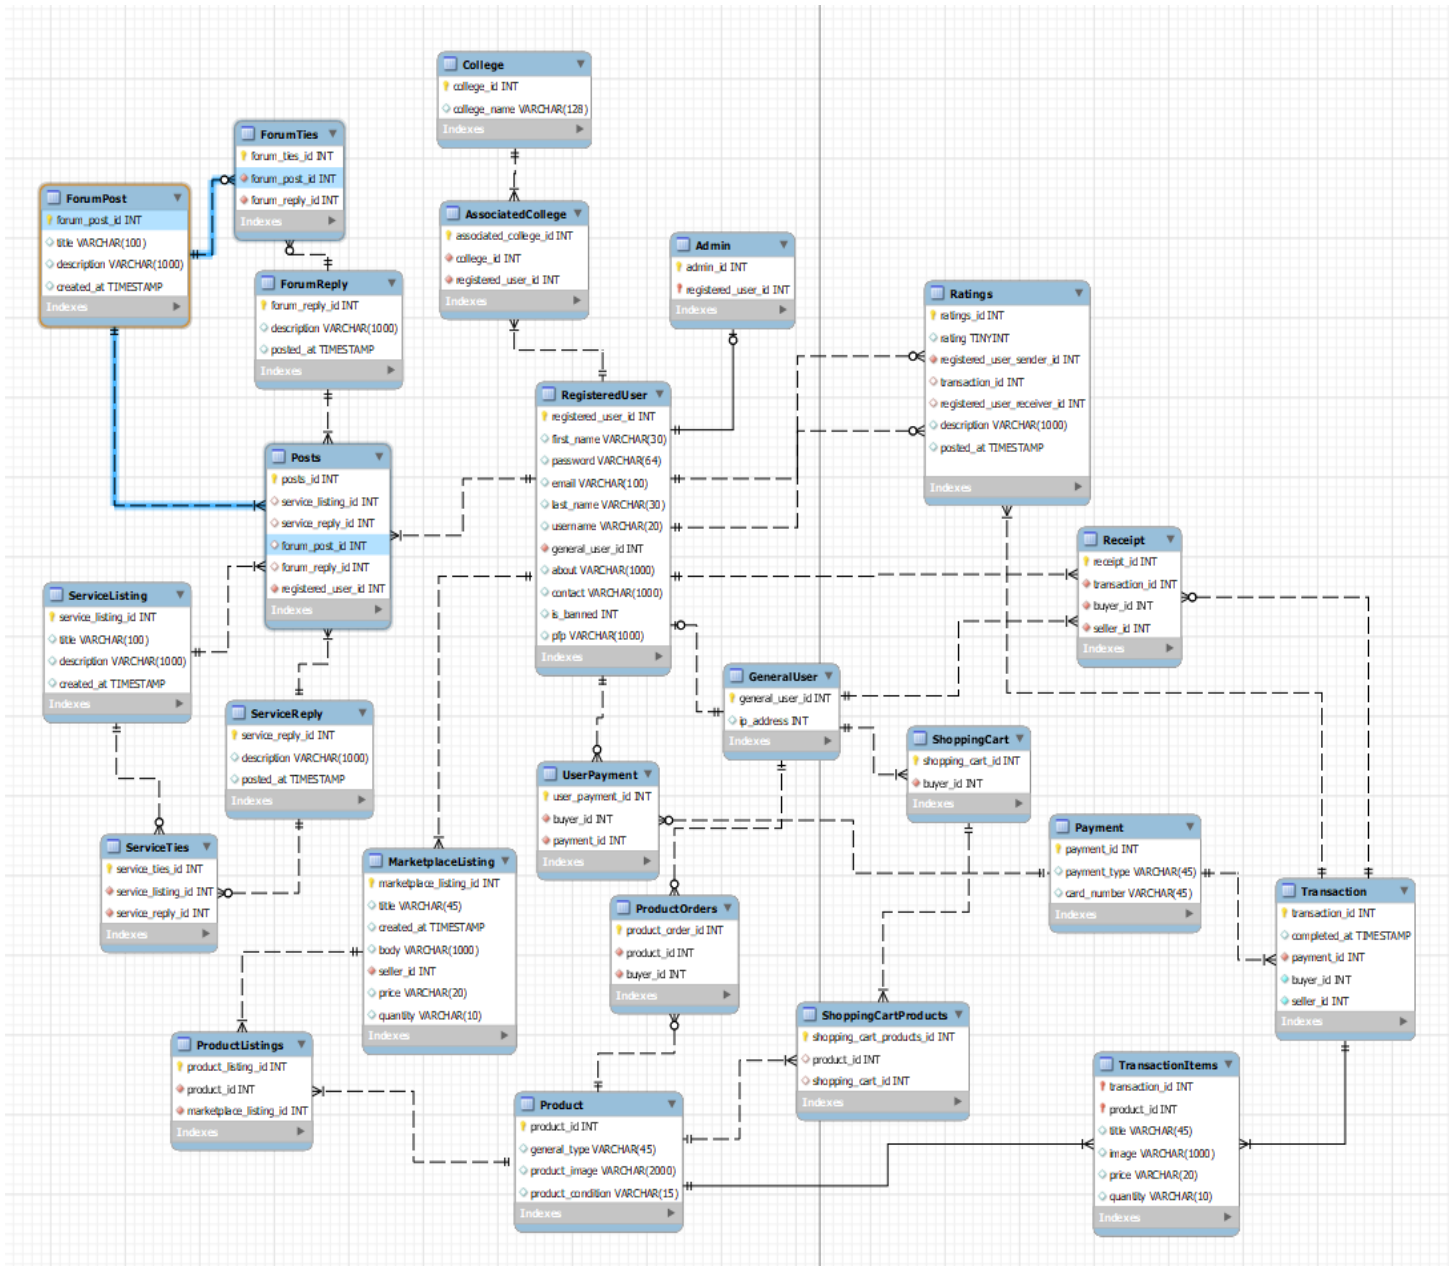 College
college_id INT
college_name VARCHAR(128)
Indexes
ForumTies
forum_ties_id INT
forum_post_id INT
forum_reply_id INT
Indexes
ForumPost
forum_post_id INT
title VARCHAR(100)
description VARCHAR(1000)
created_at TIMESTAMP
Indexes
AssociatedCollege
associated_college_id INT
college_id INT
registered_user_id INT
Indexes
Admin
admin_id INT
registered_user_id INT
Indexes
ForumReply
forum_reply_id INT
description VARCHAR(1000)
posted_at TIMESTAMP
Indexes
Ratings
ratings_id INT
rating TINYINT
registered_user_sender_id INT
transaction_id INT
registered_user_receiver_id INT
description VARCHAR(1000)
posted_at TIMESTAMP
Indexes
RegisteredUser
registered_user_id INT
first_name VARCHAR(30)
password VARCHAR(64)
email VARCHAR(100)
last_name VARCHAR(30)
username VARCHAR(20)
general_user_id INT
about VARCHAR(1000)
contact VARCHAR(1000)
is_banned INT
pfp VARCHAR(1000)
Indexes
Posts
posts_id INT
service_listing_id INT
service_reply_id INT
forum_post_id INT
forum_reply_id INT
registered_user_id INT
Indexes
Receipt
receipt_id INT
transaction_id INT
buyer_id INT
seller_id INT
Indexes
ServiceListing
service_listing_id INT
title VARCHAR(100)
description VARCHAR(1000)
created_at TIMESTAMP
Indexes
GeneralUser
general_user_id INT
ip_address INT
Indexes
ServiceReply
service_reply_id INT
description VARCHAR(1000)
posted_at TIMESTAMP
Indexes
ShoppingCart
shopping_cart_id INT
buyer_id INT
Indexes
UserPayment
user_payment_id INT
buyer_id INT
payment_id INT
Indexes
Payment
payment_id INT
payment_type VARCHAR(45)
card_number VARCHAR(45)
Indexes
ServiceTies
service_ties_id INT
service_listing_id INT
service_reply_id INT
Indexes
MarketplaceListing
marketplace_listing_id INT
title VARCHAR(45)
created_at TIMESTAMP
body VARCHAR(1000)
seller_id INT
price VARCHAR(20)
quantity VARCHAR(10)
Indexes
ProductOrders
product_order_id INT
product_id INT
buyer_id INT
Indexes
Transaction
transaction_id INT
completed_at TIMESTAMP
payment_id INT
buyer_id INT
seller_id INT
Indexes
ShoppingCartProducts
shopping_cart_products_id INT
product_id INT
shopping_cart_id INT
Indexes
ProductListings
product_listing_id INT
product_id INT
marketplace_listing_id INT
Indexes
TransactionItems
transaction_id INT
product_id INT
title VARCHAR(45)
image VARCHAR(1000)
price VARCHAR(20)
quantity VARCHAR(10)
Indexes
Product
product_id INT
general_type VARCHAR(45)
product_image VARCHAR(2000)
product_condition VARCHAR(15)
Indexes